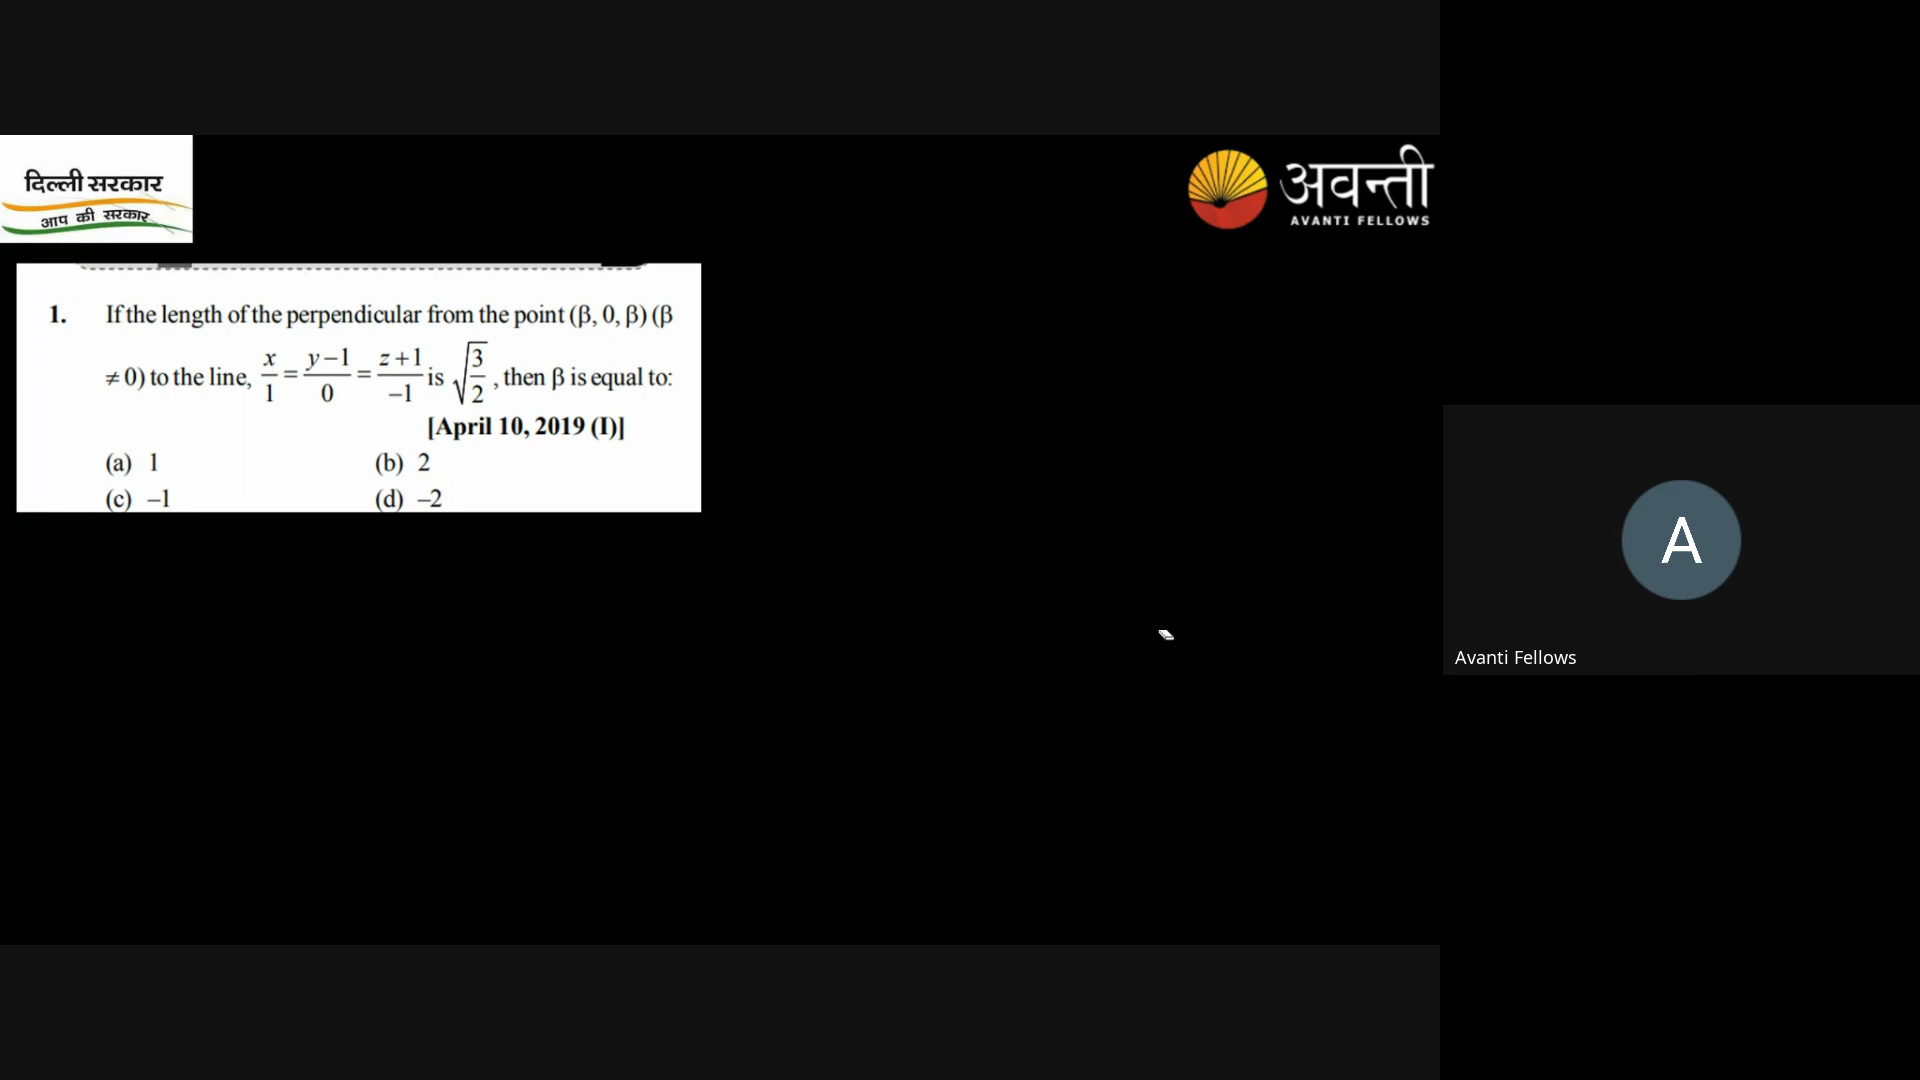 दिल्ली सरकार
आप की सरकार
अवन्ती
AVANTI FELLOWS
1. If the length of the perpendicular from the point (β, 0, β) (β
≠ 0) to the line, x/1 = y−1/0 = z+1/−1 is √3/2, then β is equal to:
[April 10, 2019 (I)]
(a) 1 (b) 2
(c) −1 (d) −2
A
Avanti Fellows